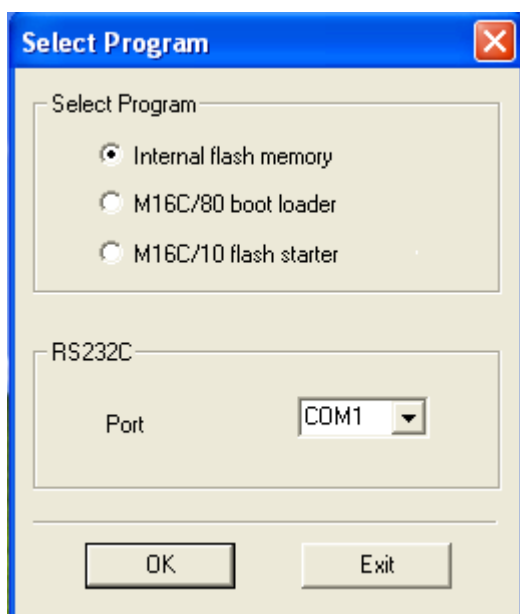 Select Program
Select Program
Internal flash memory
M16C/80 boot loader
M16C/10 flash starter
RS232C
Port COM1
OK Exit